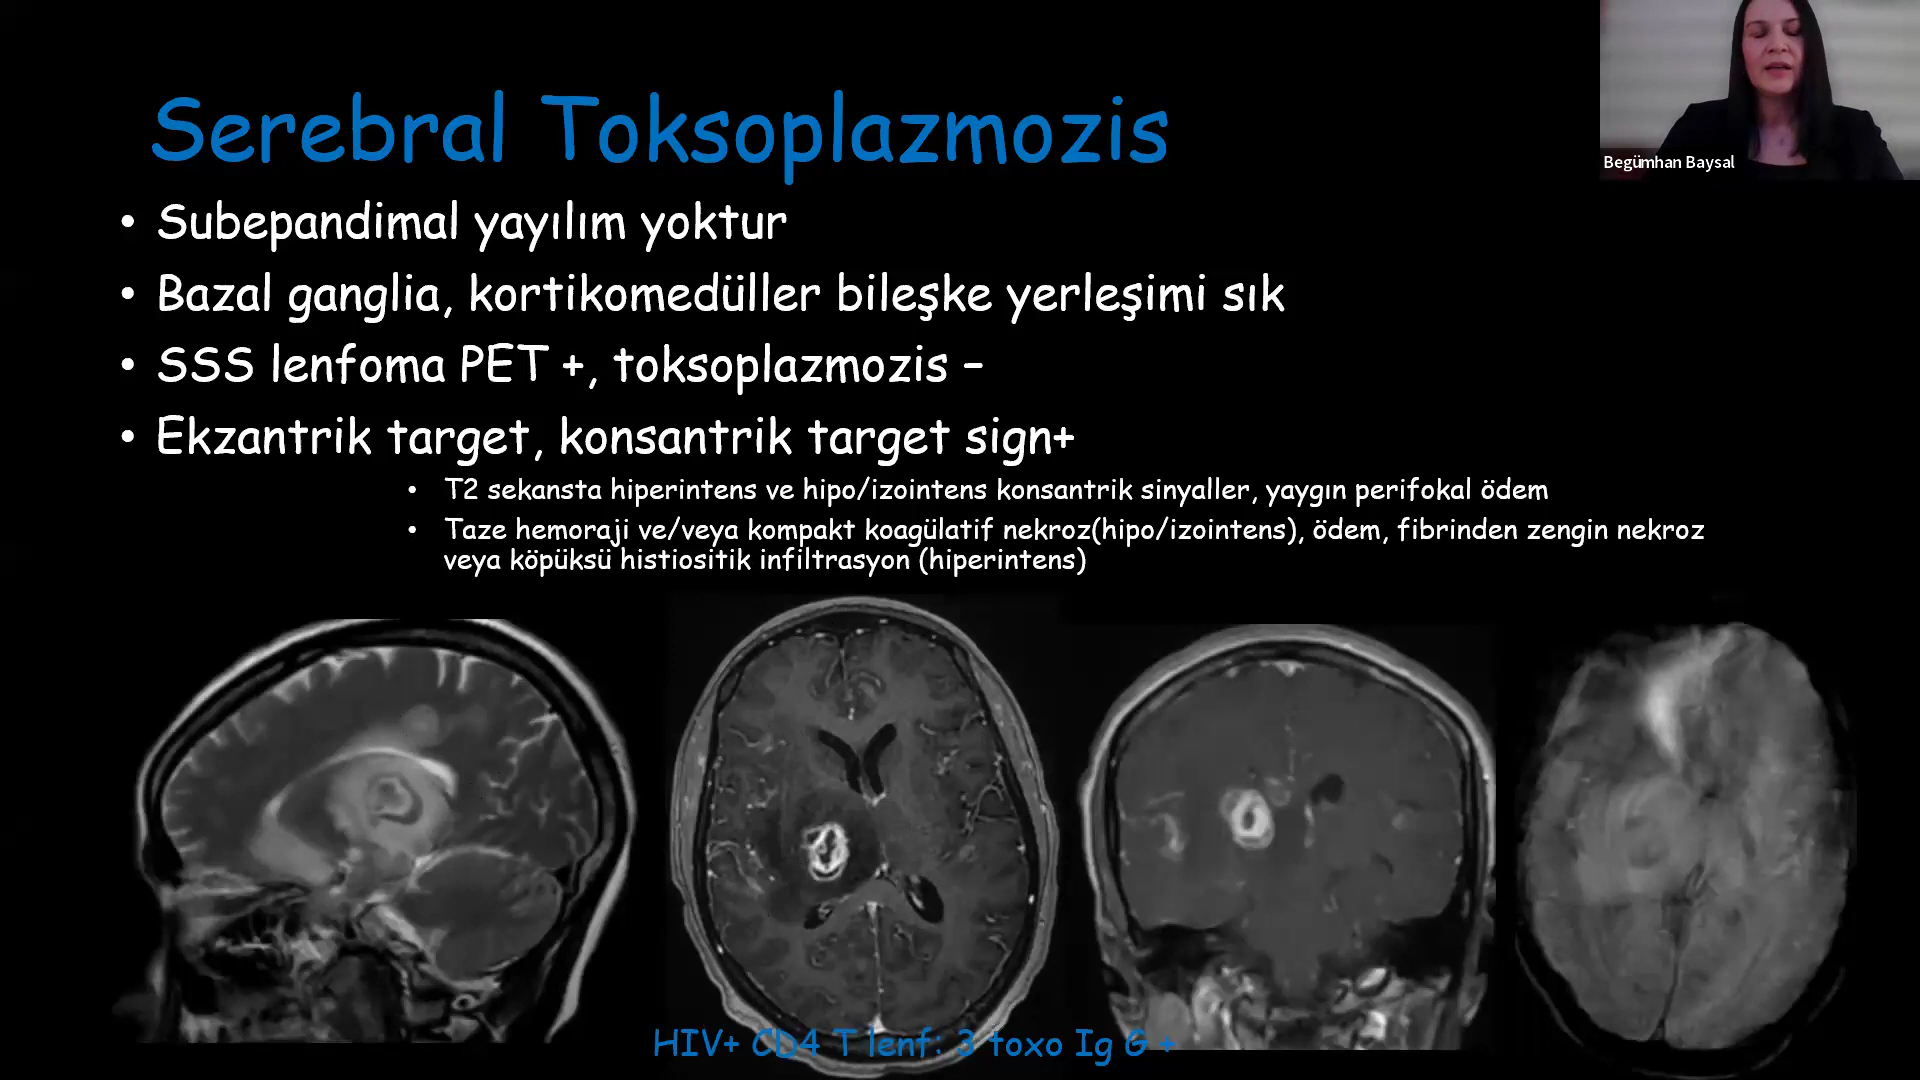 Serebral Toksoplazmozis
Begümhan Baysal
• Subepandimal yayılım yoktur
• Bazal ganglia, kortikomedüller bileşke yerleşimi sık
• SSS lenfoma PET +, toksoplazmozis –
• Ekzantrik target, konsantrik target sign+
• T2 sekansta hiperintens ve hipo/izointens konsantrik sinyaller, yaygın perifokal ödem
• Taze hemoraji ve/veya kompakt koagülatif nekroz(hipo/izointens), ödem, fibrinden zengin nekroz
veya köpüksü histiositik infiltrasyon (hiperintens)
HIV+ CD4 T lenf: 3 toxo Ig G +